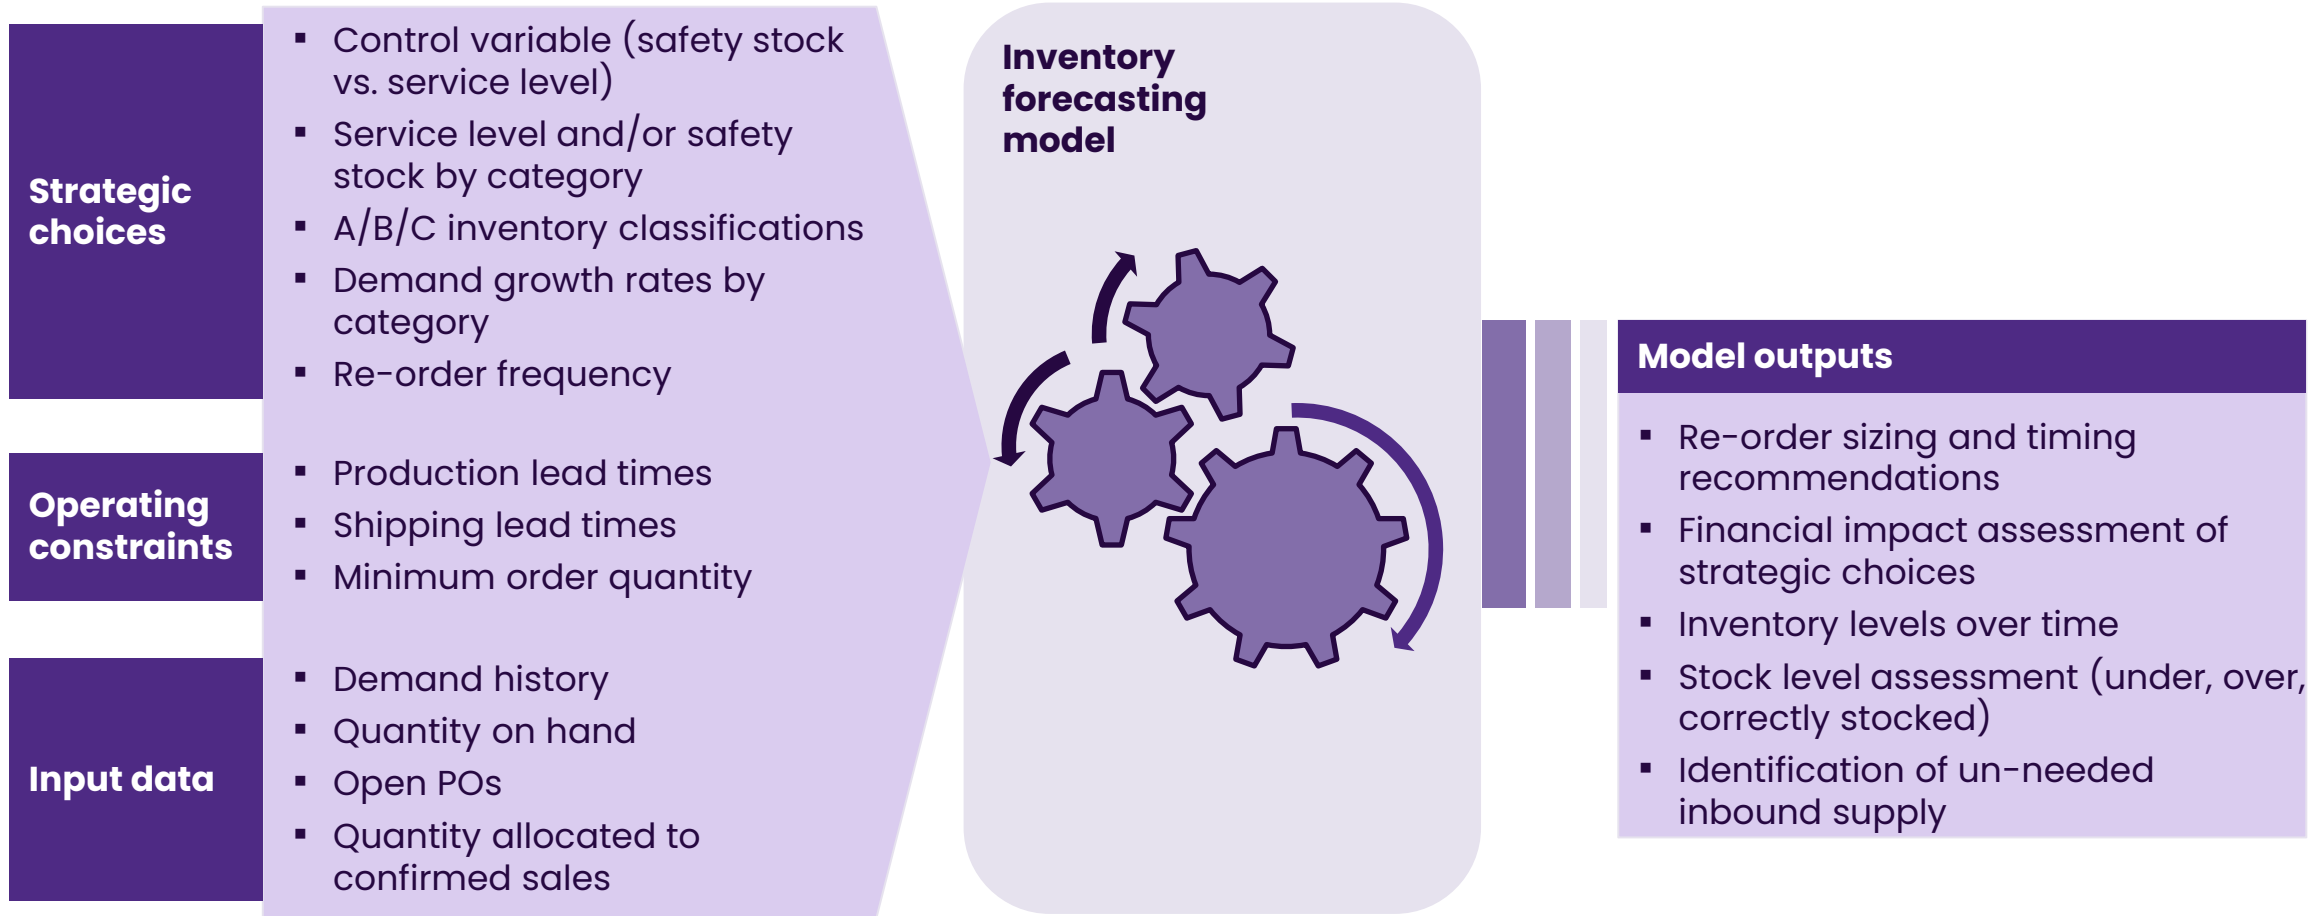 Strategic
choices
▪ Control variable (safety stock
vs. service level)
▪ Service level and/or safety
stock by category
▪ A/B/C inventory classifications
▪ Demand growth rates by
category
▪ Re-order frequency
Operating
constraints
▪ Production lead times
▪ Shipping lead times
▪ Minimum order quantity
Input data
▪ Demand history
▪ Quantity on hand
▪ Open POs
▪ Quantity allocated to
confirmed sales
Inventory
forecasting
model
Model outputs
▪ Re-order sizing and timing
recommendations
▪ Financial impact assessment of
strategic choices
▪ Inventory levels over time
▪ Stock level assessment (under, over,
correctly stocked)
▪ Identification of un-needed
inbound supply